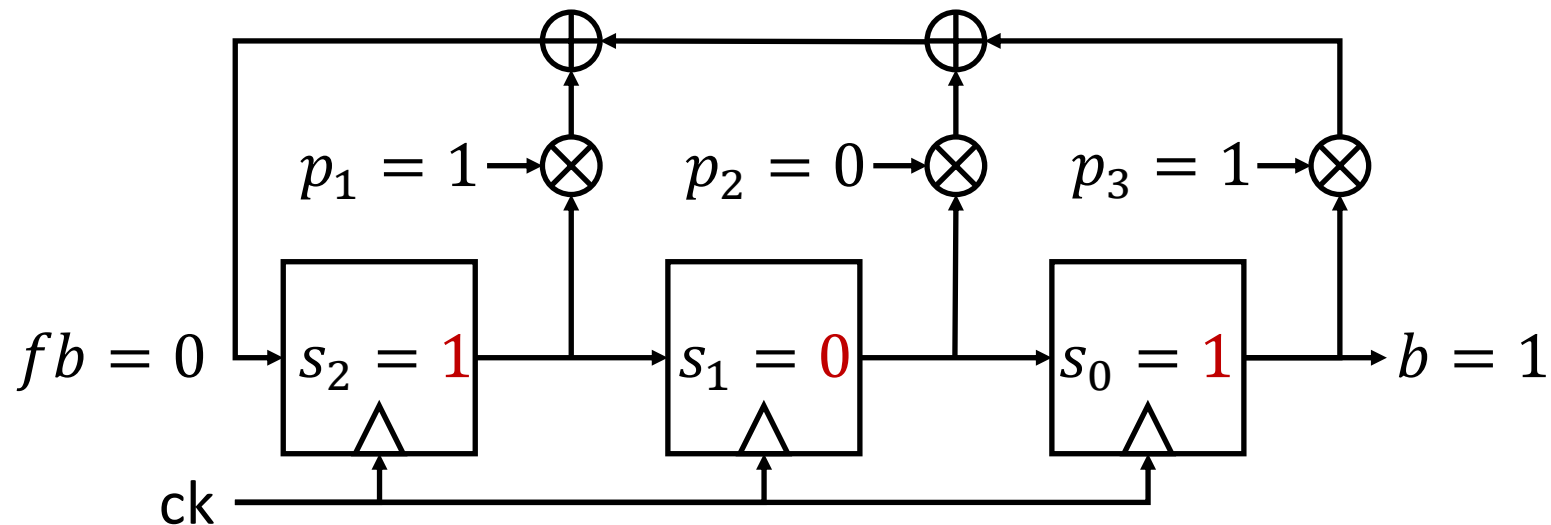 p₁ = 1
p₂ = 0
p₃ = 1
fb = 0
s₂ = 1
s₁ = 0
s₀ = 1
b = 1
ck